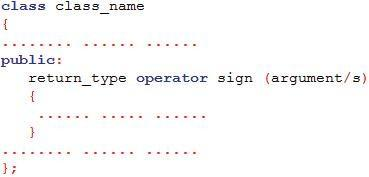 class class_name
{
........ ...... ......
public:
   return_type operator sign (argument/s)
   {
    ...... ..... ......
   }
........ ...... ......
};